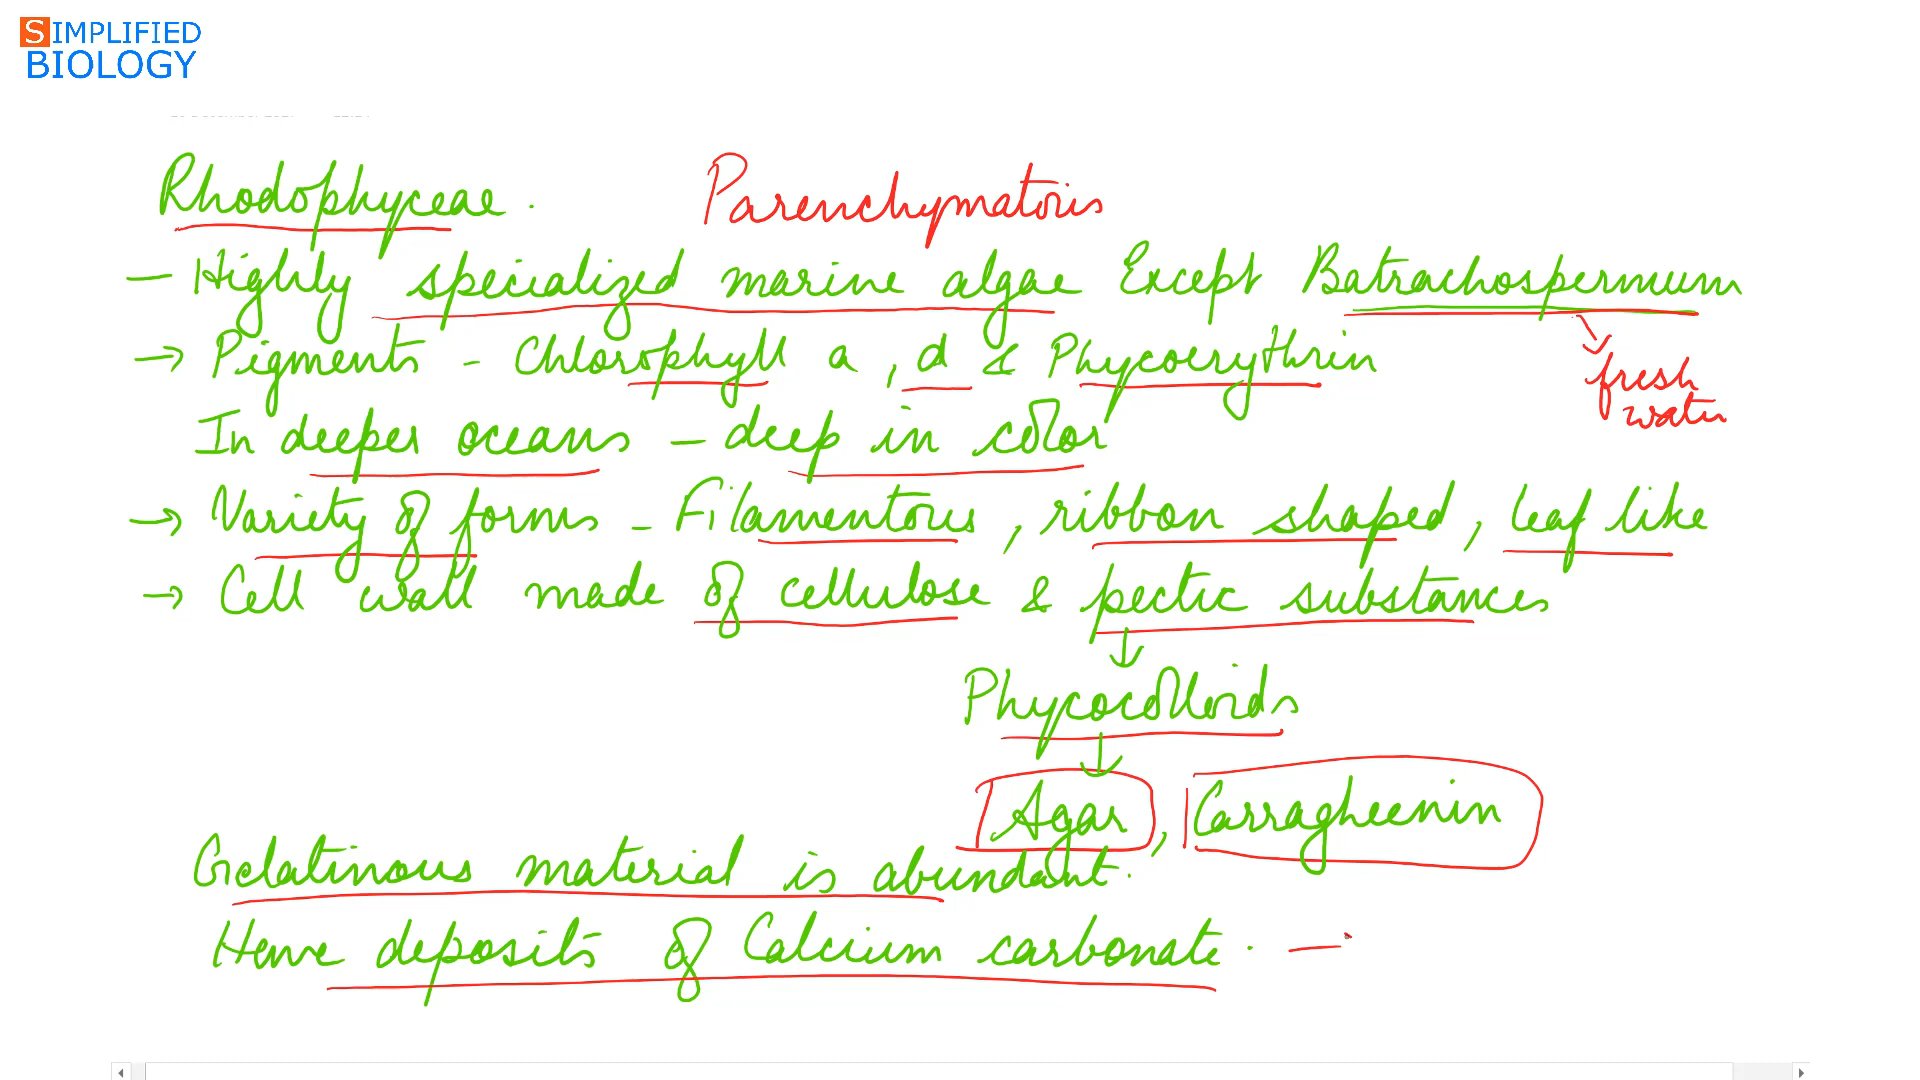 SIMPLIFIED
BIOLOGY
Rhodophyceae. Parenchymatous
- Highly specialized marine algae Except Batrachospermum
→ Pigments - Chlorophyll a, d & Phycoerythrin
fresh
water
In deeper oceans - deep in color
→ Variety of forms - Filamentous, ribbon shaped, leaf like
→ Cell wall made of cellulose & pectic substances
↓
Phycocolloids
↓
Agar, Carragheenin
Gelatinous material is abundant.
Have deposits of Calcium carbonate. -